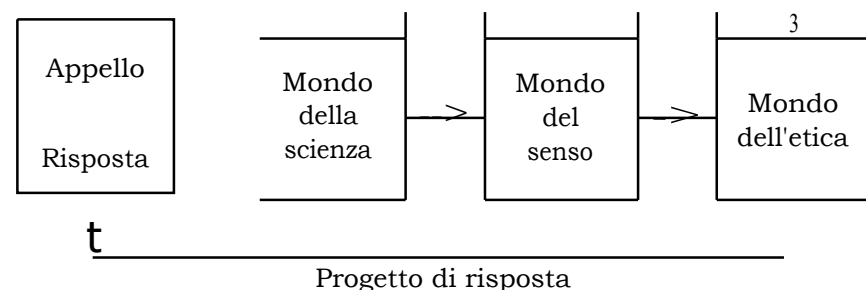 3
Appello
Risposta
Mondo
della
scienza
Mondo
del
senso
Mondo
dell'etica
t
Progetto di risposta